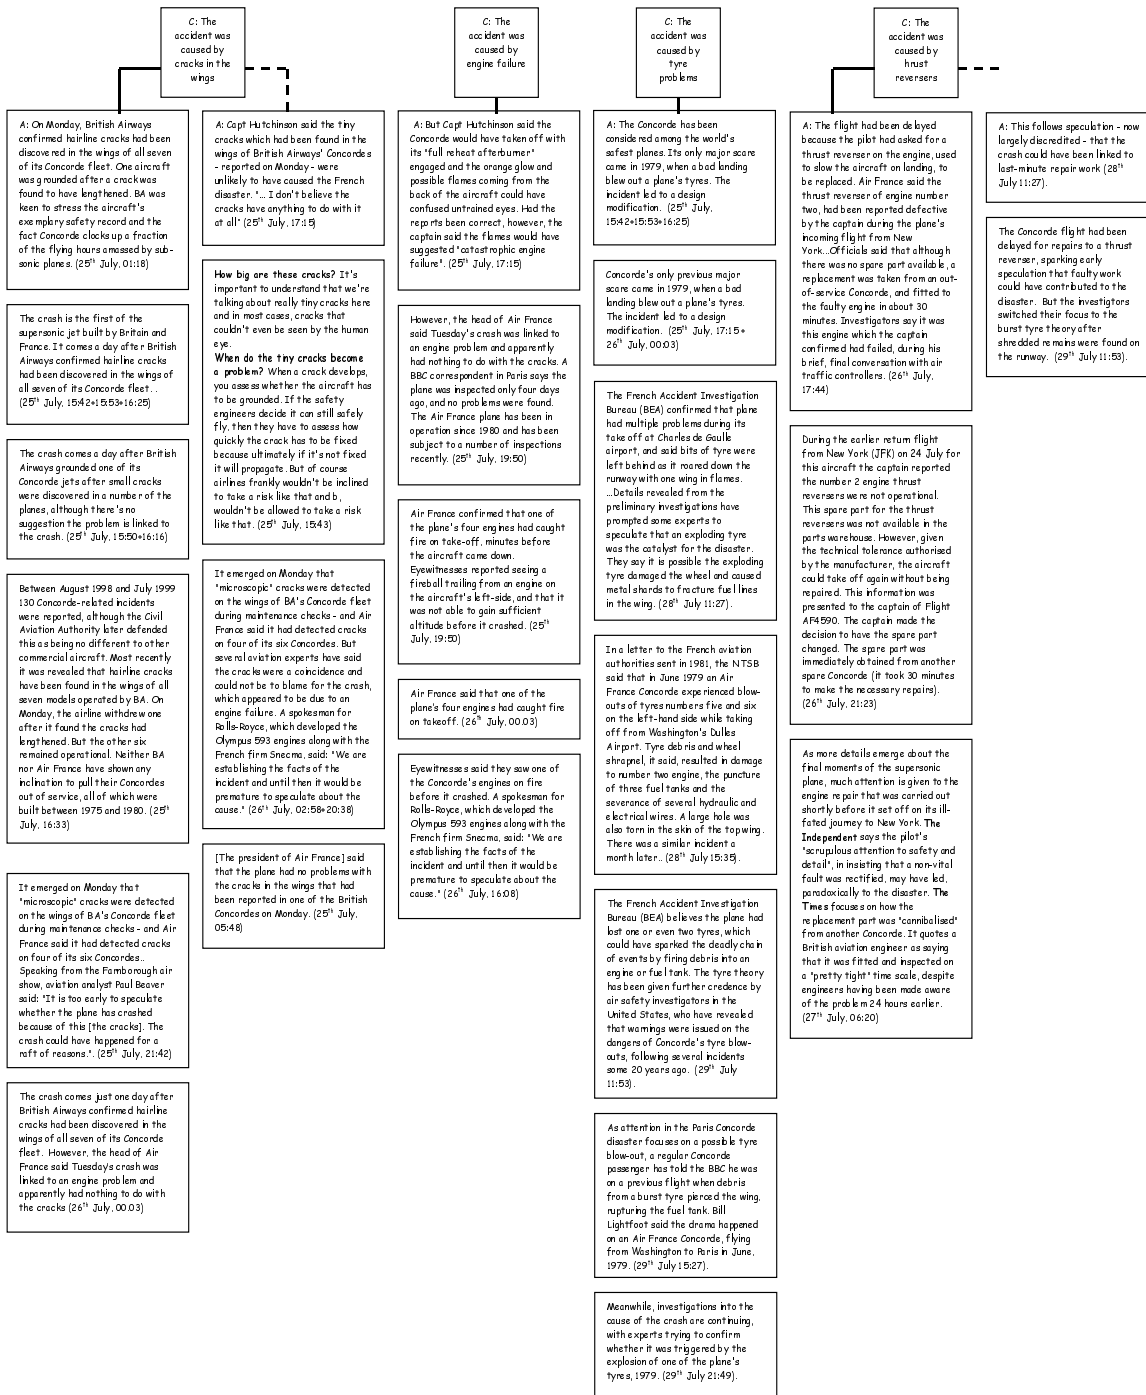 C: The
accident was
caused by
cracks in the
wings
C: The
accident was
caused by
engine failure
C: The
accident was
caused by
tyre
problems
C: The
accident was
caused by
hrust
reversers
A: On Monday, British Airways
confirmed hairline cracks had been
discovered in the wings of all seven
of its Concorde fleet. One aircraft
was grounded after a crack was
found to have lengthened. BA was
keen to stress the aircraft's
exemplary safety record and the
fact Concorde clocks up a fraction
of the flying hours amassed by sub-
sonic planes. (25th July, 01:18)
The crash is the first of the
supersonic jet built by Britain and
France. It comes a day after British
Airways confirmed hairline cracks
had been discovered in the wings of
all seven of its Concorde fleet. .
(25th July, 15:42+15:53+16:25)
The crash comes a day after British
Airways grounded one of its
Concorde jets after small cracks
were discovered in a number of the
planes, although there's no
suggestion the problem is linked to
the crash. (25th July, 15:50+16:16)
Between August 1998 and July 1999
130 Concorde-related incidents
were reported, although the Civil
Aviation Authority later defended
this as being no different to other
commercial aircraft. Most recently
it was revealed that hairline cracks
have been found in the wings of all
seven models operated by BA. On
Monday, the airline withdrew one
after it found the cracks had
lengthened. But the other six
remained operational. Neither BA
nor Air France have shown any
inclination to pull their Concordes
out of service, all of which were
built between 1975 and 1980. (25th
July, 16:33)
It emerged on Monday that
"microscopic" cracks were detected
on the wings of BA's Concorde fleet
during maintenance checks - and Air
France said it had detected cracks
on four of its six Concordes..
Speaking from the Farnborough air
show, aviation analyst Paul Beaver
said: "It is too early to speculate
whether the plane has crashed
because of this [the cracks]. The
crash could have happened for a
raft of reasons.". (25th July, 21:42)
The crash comes just one day after
British Airways confirmed hairline
cracks had been discovered in the
wings of all seven of its Concorde
fleet. However, the head of Air
France said Tuesday's crash was
linked to an engine problem and
apparently had nothing to do with
the cracks (26th July, 00.03)
A: Capt Hutchinson said the tiny
cracks which had been found in the
wings of British Airways' Concordes
- reported on Monday - were
unlikely to have caused the French
disaster. "... I don't believe the
cracks have anything to do with it
at all" (25th July, 17:15)
How big are these cracks? It's
important to understand that we're
talking about really tiny cracks here
and in most cases, cracks that
couldn't even be seen by the human
eye.
When do the tiny cracks become
a problem? When a crack develops,
you assess whether the aircraft has
to be grounded. If the safety
engineers decide it can still safely
fly, then they have to assess how
quickly the crack has to be fixed
because ultimately if it's not fixed
it will propagate. But of course
airlines frankly wouldn't be inclined
to take a risk like that and b,
wouldn't be allowed to take a risk
like that. (25th July, 15:43)
It emerged on Monday that
"microscopic" cracks were detected
on the wings of BA's Concorde fleet
during maintenance checks - and Air
France said it had detected cracks
on four of its six Concordes. But
several aviation experts have said
the cracks were a coincidence and
could not be to blame for the crash,
which appeared to be due to an
engine failure. A spokesman for
Rolls-Royce, which developed the
Olympus 593 engines along with the
French firm Snecma, said: "We are
establishing the facts of the
incident and until then it would be
premature to speculate about the
cause." (26th July, 02:58+20:38)
[The president of Air France] said
that the plane had no problems with
the cracks in the wings that had
been reported in one of the British
Concordes on Monday. (25th July,
05:48)
A: But Capt Hutchinson said the
Concorde would have taken off with
its "full reheat afterburner"
engaged and the orange glow and
possible flames coming from the
back of the aircraft could have
confused untrained eyes. Had the
reports been correct, however, the
captain said the flames would have
suggested "catastrophic engine
failure". (25th July, 17:15)
However, the head of Air France
said Tuesday's crash was linked to
an engine problem and apparently
had nothing to do with the cracks. A
BBC correspondent in Paris says the
plane was inspected only four days
ago, and no problems were found.
The Air France plane has been in
operation since 1980 and has been
subject to a number of inspections
recently. (25th July, 19:50)
Air France confirmed that one of
the plane's four engines had caught
fire on take-off, minutes before
the aircraft came down.
Eyewitnesses reported seeing a
fireball trailing from an engine on
the aircraft's left-side, and that it
was not able to gain sufficient
altitude before it crashed. (25th
July, 19:50)
Air France said that one of the
plane's four engines had caught fire
on takeoff. (26th July, 00.03)
Eyewitnesses said they saw one of
the Concorde's engines on fire
before it crashed. A spokesman for
Rolls-Royce, which developed the
Olympus 593 engines along with the
French firm Snecma, said: "We are
establishing the facts of the
incident and until then it would be
premature to speculate about the
cause." (26th July, 16:08)
A: The Concorde has been
considered among the world's
safest planes. Its only major scare
came in 1979, when a bad landing
blew out a plane's tyres. The
incident led to a design
modification. (25th July,
15:42+15:53+16:25)
Concorde's only previous major
scare came in 1979, when a bad
landing blew out a plane's tyres.
The incident led to a design
modification. (25th July, 17:15 +
26th July, 00:03)
The French Accident Investigation
Bureau (BEA) confirmed that plane
had multiple problems during its
take off at Charles de Gaulle
airport, and said bits of tyre were
left behind as it roared down the
runway with one wing in flames.
...Details revealed from the
preliminary investigations have
prompted some experts to
speculate that an exploding tyre
was the catalyst for the disaster.
They say it is possible the exploding
tyre damaged the wheel and caused
metal shards to fracture fuel lines
in the wing. (28th July 11:27).
In a letter to the French aviation
authorities sent in 1981, the NTSB
said that in June 1979 an Air
France Concorde experienced blow-
outs of tyres numbers five and six
on the left-hand side while taking
off from Washington's Dulles
Airport. Tyre debris and wheel
shrapnel, it said, resulted in damage
to number two engine, the puncture
of three fuel tanks and the
severance of several hydraulic and
electrical wires. A large hole was
also torn in the skin of the top wing.
There was a similar incident a
month later.. (28th July 15:35).
The French Accident Investigation
Bureau (BEA) believes the plane had
lost one or even two tyres, which
could have sparked the deadly chain
of events by firing debris into an
engine or fuel tank. The tyre theory
has been given further credence by
air safety investigators in the
United States, who have revealed
that warnings were issued on the
dangers of Concorde's tyre blow-
outs, following several incidents
some 20 years ago. (29th July
11:53).
As attention in the Paris Concorde
disaster focuses on a possible tyre
blow-out, a regular Concorde
passenger has told the BBC he was
on a previous flight when debris
from a burst tyre pierced the wing,
rupturing the fuel tank. Bill
Lightfoot said the drama happened
on an Air France Concorde, flying
from Washington to Paris in June,
1979. (29th July 15:27).
Meanwhile, investigations into the
cause of the crash are continuing,
with experts trying to confirm
whether it was triggered by the
explosion of one of the plane's
tyres, 1979. (29th July 21:49).
A: The flight had been delayed
because the pilot had asked for a
thrust reverser on the engine, used
to slow the aircraft on landing, to
be replaced. Air France said the
thrust reverser of engine number
two, had been reported defective
by the captain during the plane's
incoming flight from New
York...Officials said that although
there was no spare part available, a
replacement was taken from an out-
of-service Concorde, and fitted to
the faulty engine in about 30
minutes. Investigators say it was
this engine which the captain
confirmed had failed, during his
brief, final conversation with air
traffic controllers. (26th July,
17:44)
During the earlier return flight
from New York (JFK) on 24 July for
this aircraft the captain reported
the number 2 engine thrust
reversers were not operational.
This spare part for the thrust
reversers was not available in the
parts warehouse. However, given
the technical tolerance authorised
by the manufacturer, the aircraft
could take off again without being
repaired. This information was
presented to the captain of Flight
AF4590. The captain made the
decision to have the spare part
changed. The spare part was
immediately obtained from another
spare Concorde (it took 30 minutes
to make the necessary repairs).
(26th July, 21:23)
As more details emerge about the
final moments of the supersonic
plane, much attention is given to the
engine repair that was carried out
shortly before it set off on its ill-
fated journey to New York. The
Independent says the pilot's
"scrupulous attention to safety and
detail", in insisting that a non-vital
fault was rectified, may have led,
paradoxically to the disaster. The
Times focuses on how the
replacement part was "cannibalised"
from another Concorde. It quotes a
British aviation engineer as saying
that it was fitted and inspected on
a "pretty tight" time scale, despite
engineers having been made aware
of the problem 24 hours earlier.
(27th July, 06:20)
A: This follows speculation - now
largely discredited - that the
crash could have been linked to
last-minute repair work (28th
July 11:27).
The Concorde flight had been
delayed for repairs to a thrust
reverser, sparking early
speculation that faulty work
could have contributed to the
disaster. But the investigtors
switched their focus to the
burst tyre theory after
shredded remains were found on
the runway. (29th July 11:53).